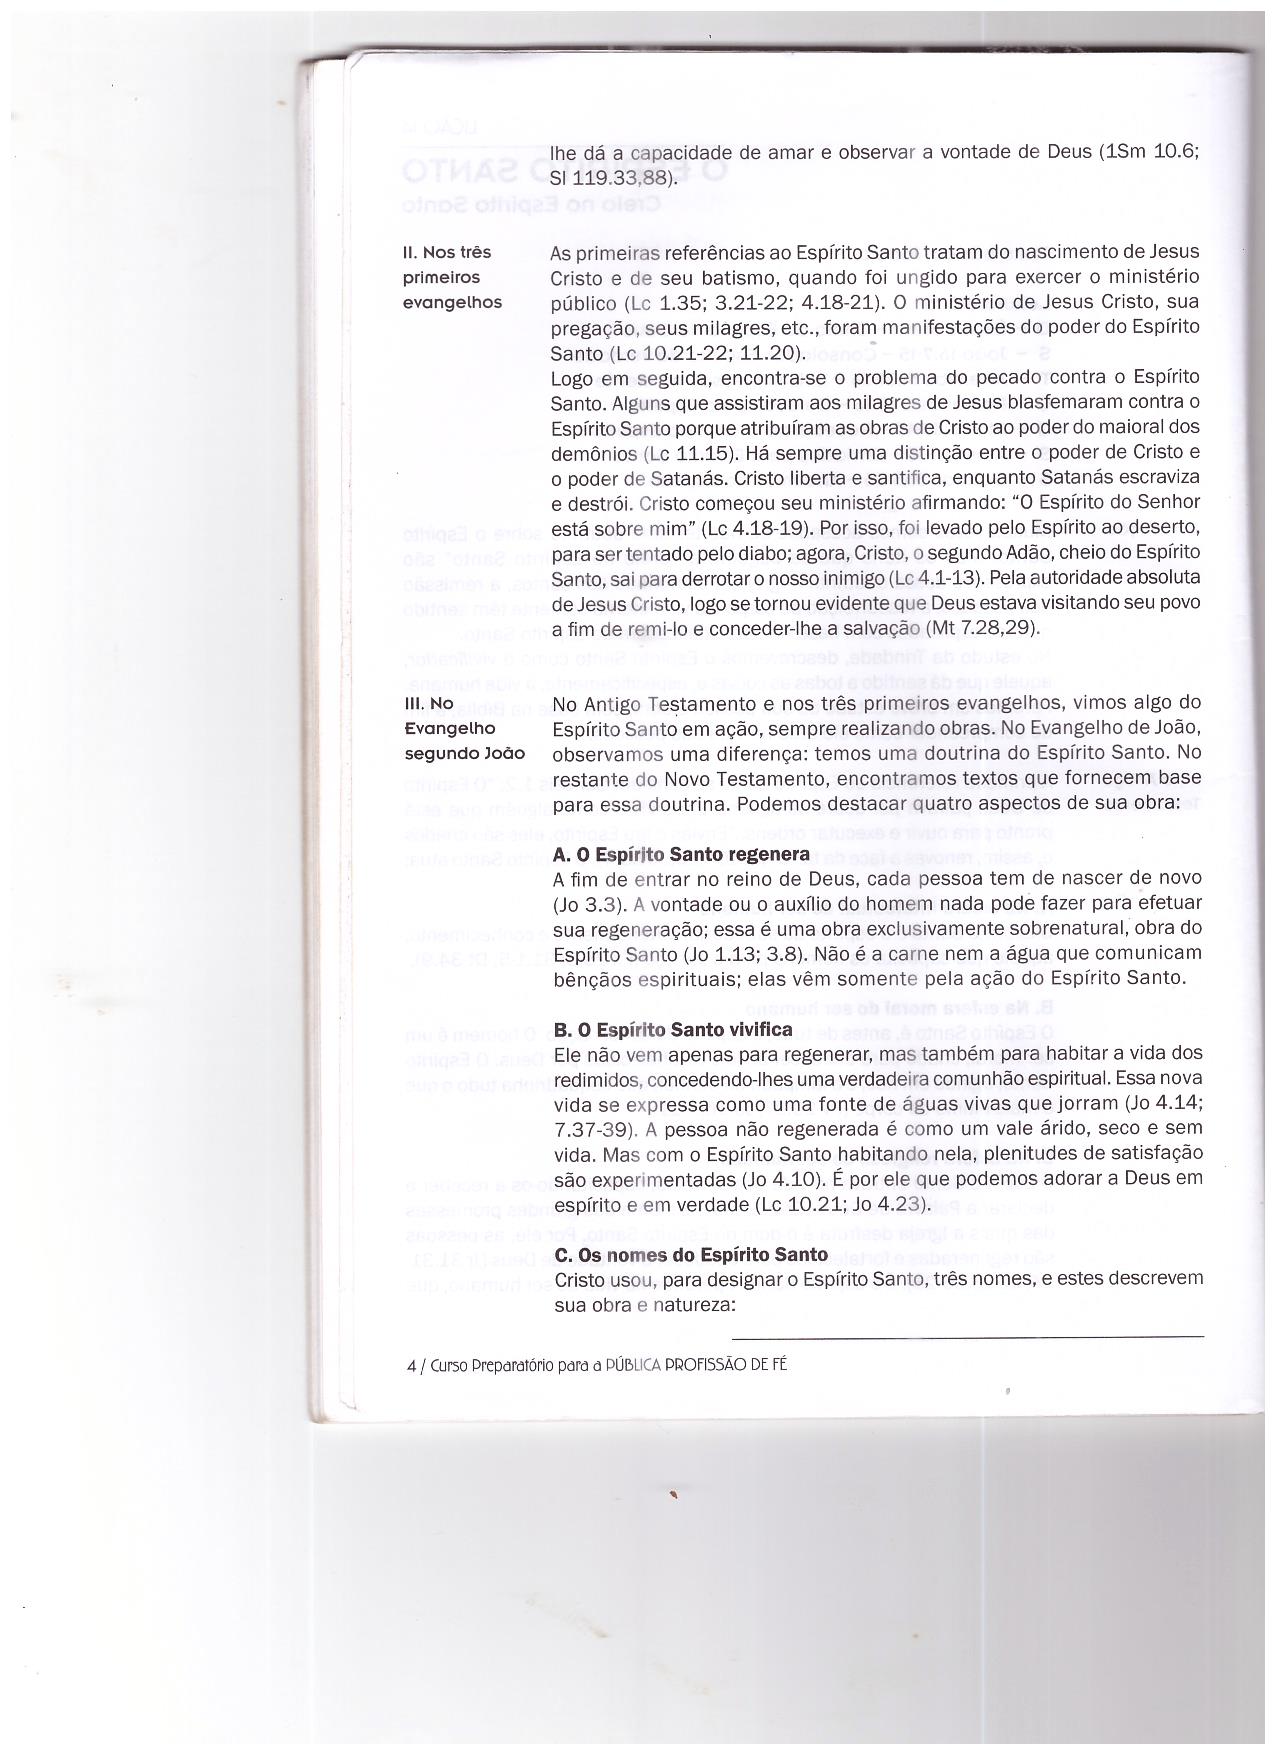 lhe dá a capacidade de amar e observar a vontade de Deus (1Sm 10.6;
Sl 119.33,88).
II. Nos três
primeiros
evangelhos
As primeiras referências ao Espírito Santo tratam do nascimento de Jesus
Cristo e de seu batismo, quando foi ungido para exercer o ministério
público (Lc 1.35; 3.21-22; 4.18-21). O ministério de Jesus Cristo, sua
pregação, seus milagres, etc., foram manifestações do poder do Espírito
Santo (Lc 10.21-22; 11.20).
Logo em seguida, encontra-se o problema do pecado contra o Espírito
Santo. Alguns que assistiram aos milagres de Jesus blasfemaram contra o
Espírito Santo porque atribuíram as obras de Cristo ao poder do maioral dos
demônios (Lc 11.15). Há sempre uma distinção entre o poder de Cristo e
o poder de Satanás. Cristo liberta e santifica, enquanto Satanás escraviza
e destrói. Cristo começou seu ministério afirmando: “O Espírito do Senhor
está sobre mim” (Lc 4.18-19). Por isso, foi levado pelo Espírito ao deserto,
para ser tentado pelo diabo; agora, Cristo, o segundo Adão, cheio do Espírito
Santo, sai para derrotar o nosso inimigo (Lc 4.1-13). Pela autoridade absoluta
de Jesus Cristo, logo se tornou evidente que Deus estava visitando seu povo
a fim de remi-lo e conceder-lhe a salvação (Mt 7.28,29).
III. No
Evangelho
segundo João
No Antigo Testamento e nos três primeiros evangelhos, vimos algo do
Espírito Santo em ação, sempre realizando obras. No Evangelho de João,
observamos uma diferença: temos uma doutrina do Espírito Santo. No
restante do Novo Testamento, encontramos textos que fornecem base
para essa doutrina. Podemos destacar quatro aspectos de sua obra:
A. O Espírito Santo regenera
A fim de entrar no reino de Deus, cada pessoa tem de nascer de novo
(Jo 3.3). A vontade ou o auxílio do homem nada pode fazer para efetuar
sua regeneração; essa é uma obra exclusivamente sobrenatural, obra do
Espírito Santo (Jo 1.13; 3.8). Não é a carne nem a água que comunicam
bênçãos espirituais; elas vêm somente pela ação do Espírito Santo.
B. O Espírito Santo vivifica
Ele não vem apenas para regenerar, mas também para habitar a vida dos
redimidos, concedendo-lhes uma verdadeira comunhão espiritual. Essa nova
vida se expressa como uma fonte de águas vivas que jorram (Jo 4.14;
7.37-39). A pessoa não regenerada é como um vale árido, seco e sem
vida. Mas com o Espírito Santo habitando nela, plenitudes de satisfação
são experimentadas (Jo 4.10). É por ele que podemos adorar a Deus em
espírito e em verdade (Lc 10.21; Jo 4.23).
C. Os nomes do Espírito Santo
Cristo usou, para designar o Espírito Santo, três nomes, e estes descrevem
sua obra e natureza:
4 / Curso Preparatório para a PÚBLICA PROFISSÃO DE FÉ